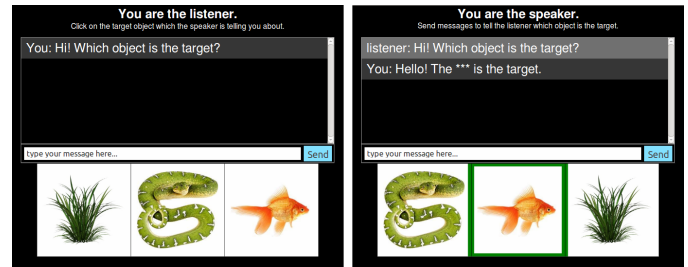 You are the listener.
Click on the target object which the speaker is telling you about.
You: Hi! Which object is the target?
type your message here...
Send
You are the speaker.
Send messages to tell the listener which object is the target.
listener: Hi! Which object is the target?
You: Hello! The *** is the target.
type your message here...
Send